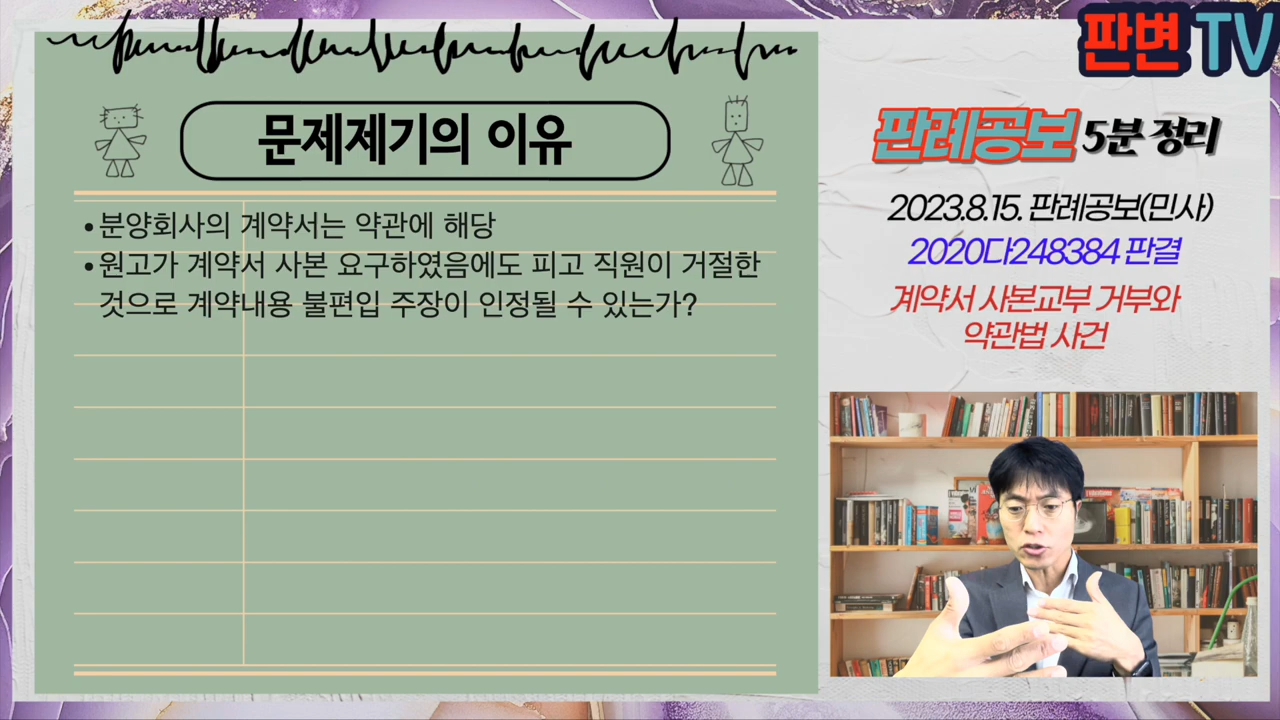 판변 TV
문제제기의 이유
• 분양회사의 계약서는 약관에 해당
• 원고가 계약서 사본 요구하였음에도 피고 직원이 거절한
것으로 계약내용 불편입 주장이 인정될 수 있는가?
판례공보 5분 정리
2023.8.15. 판례공보(민사)
2020다248384 판결
계약서 사본교부 거부와
약관법 사건